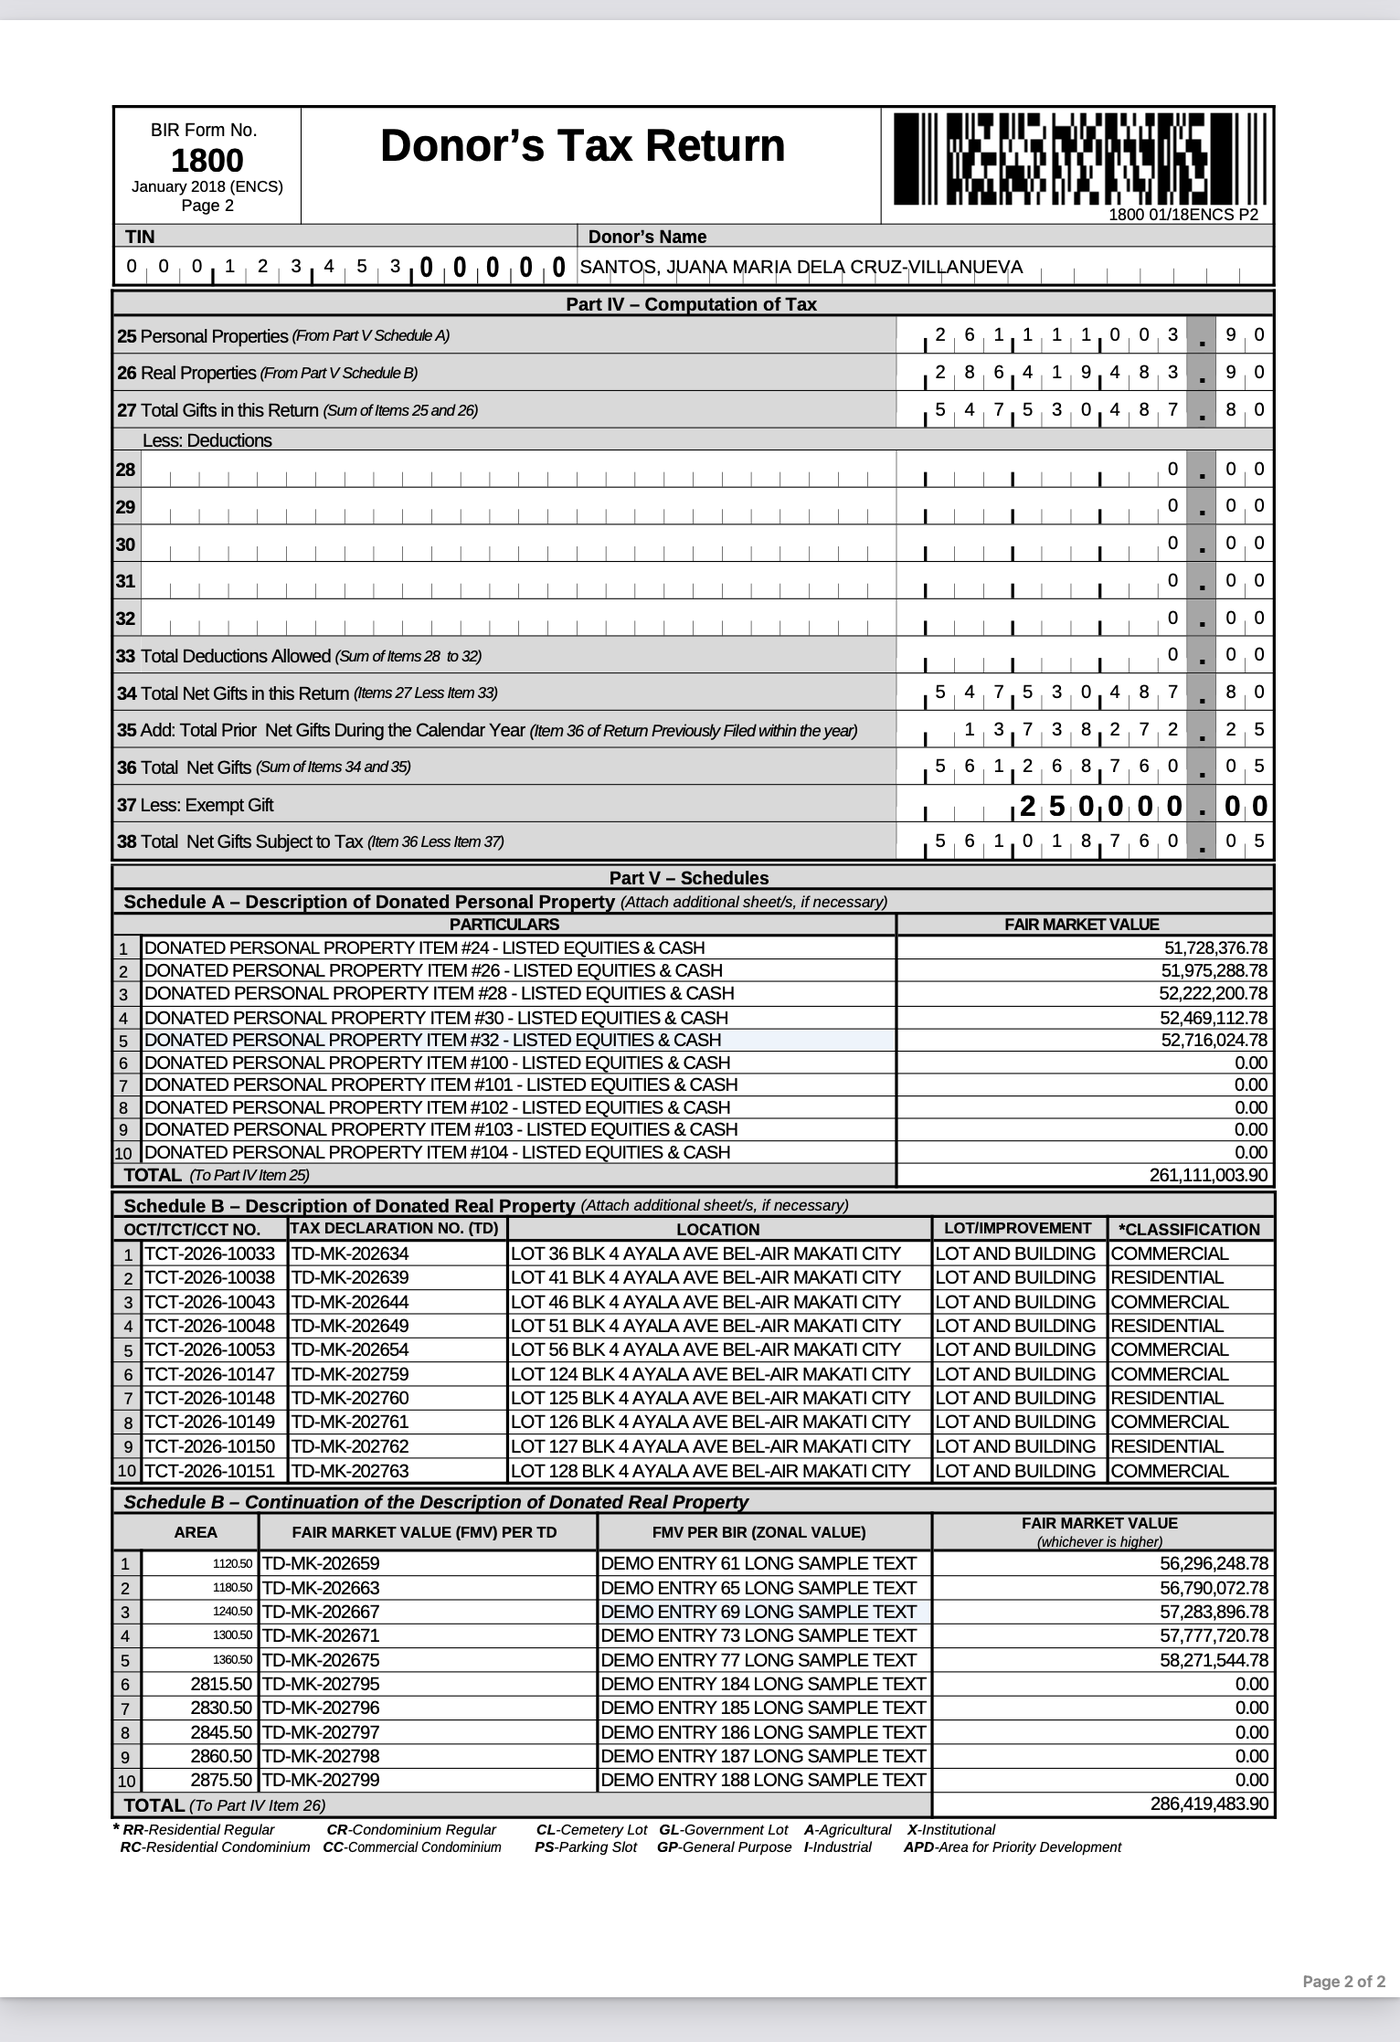 BIR Form No.
1800
January 2018 (ENCS)
Page 2
Donor's Tax Return
1800 01/18ENCS P2
TIN Donor's Name
0 0 0 1 2 3 4 5 3 0 0 0 0 0 SANTOS, JUANA MARIA DELA CRUZ-VILLANUEVA
Part IV – Computation of Tax
25 Personal Properties (From Part V Schedule A) 2 6 1 1 1 1 0 0 3 . 9 0
26 Real Properties (From Part V Schedule B) 2 8 6 4 1 9 4 8 3 . 9 0
27 Total Gifts in this Return (Sum of Items 25 and 26) 5 4 7 5 3 0 4 8 7 . 8 0
Less: Deductions
28 0 . 0 0
29 0 . 0 0
30 0 . 0 0
31 0 . 0 0
32 0 . 0 0
33 Total Deductions Allowed (Sum of Items 28 to 32) 0 . 0 0
34 Total Net Gifts in this Return (Items 27 Less Item 33) 5 4 7 5 3 0 4 8 7 . 8 0
35 Add: Total Prior Net Gifts During the Calendar Year (Item 36 of Return Previously Filed within the year) 1 3 7 3 8 2 7 2 . 2 5
36 Total Net Gifts (Sum of Items 34 and 35) 5 6 1 2 6 8 7 6 0 . 0 5
37 Less: Exempt Gift 2 5 0 0 0 0 . 0 0
38 Total Net Gifts Subject to Tax (Item 36 Less Item 37) 5 6 1 0 1 8 7 6 0 . 0 5
Part V – Schedules
Schedule A – Description of Donated Personal Property (Attach additional sheet/s, if necessary)
PARTICULARS FAIR MARKET VALUE
1 DONATED PERSONAL PROPERTY ITEM #24 - LISTED EQUITIES & CASH 51,728,376.78
2 DONATED PERSONAL PROPERTY ITEM #26 - LISTED EQUITIES & CASH 51,975,288.78
3 DONATED PERSONAL PROPERTY ITEM #28 - LISTED EQUITIES & CASH 52,222,200.78
4 DONATED PERSONAL PROPERTY ITEM #30 - LISTED EQUITIES & CASH 52,469,112.78
5 DONATED PERSONAL PROPERTY ITEM #32 - LISTED EQUITIES & CASH 52,716,024.78
6 DONATED PERSONAL PROPERTY ITEM #100 - LISTED EQUITIES & CASH 0.00
7 DONATED PERSONAL PROPERTY ITEM #101 - LISTED EQUITIES & CASH 0.00
8 DONATED PERSONAL PROPERTY ITEM #102 - LISTED EQUITIES & CASH 0.00
9 DONATED PERSONAL PROPERTY ITEM #103 - LISTED EQUITIES & CASH 0.00
10 DONATED PERSONAL PROPERTY ITEM #104 - LISTED EQUITIES & CASH 0.00
TOTAL (To Part IV Item 25) 261,111,003.90
Schedule B – Description of Donated Real Property (Attach additional sheet/s, if necessary)
OCT/TCT/CCT NO. TAX DECLARATION NO. (TD) LOCATION LOT/IMPROVEMENT *CLASSIFICATION
1 TCT-2026-10033 TD-MK-202634 LOT 36 BLK 4 AYALA AVE BEL-AIR MAKATI CITY LOT AND BUILDING COMMERCIAL
2 TCT-2026-10038 TD-MK-202639 LOT 41 BLK 4 AYALA AVE BEL-AIR MAKATI CITY LOT AND BUILDING RESIDENTIAL
3 TCT-2026-10043 TD-MK-202644 LOT 46 BLK 4 AYALA AVE BEL-AIR MAKATI CITY LOT AND BUILDING COMMERCIAL
4 TCT-2026-10048 TD-MK-202649 LOT 51 BLK 4 AYALA AVE BEL-AIR MAKATI CITY LOT AND BUILDING RESIDENTIAL
5 TCT-2026-10053 TD-MK-202654 LOT 56 BLK 4 AYALA AVE BEL-AIR MAKATI CITY LOT AND BUILDING COMMERCIAL
6 TCT-2026-10147 TD-MK-202759 LOT 124 BLK 4 AYALA AVE BEL-AIR MAKATI CITY LOT AND BUILDING COMMERCIAL
7 TCT-2026-10148 TD-MK-202760 LOT 125 BLK 4 AYALA AVE BEL-AIR MAKATI CITY LOT AND BUILDING RESIDENTIAL
8 TCT-2026-10149 TD-MK-202761 LOT 126 BLK 4 AYALA AVE BEL-AIR MAKATI CITY LOT AND BUILDING COMMERCIAL
9 TCT-2026-10150 TD-MK-202762 LOT 127 BLK 4 AYALA AVE BEL-AIR MAKATI CITY LOT AND BUILDING RESIDENTIAL
10 TCT-2026-10151 TD-MK-202763 LOT 128 BLK 4 AYALA AVE BEL-AIR MAKATI CITY LOT AND BUILDING COMMERCIAL
Schedule B – Continuation of the Description of Donated Real Property
AREA FAIR MARKET VALUE (FMV) PER TD FMV PER BIR (ZONAL VALUE) FAIR MARKET VALUE
(whichever is higher)
1 1120.50 TD-MK-202659 DEMO ENTRY 61 LONG SAMPLE TEXT 56,296,248.78
2 1180.50 TD-MK-202663 DEMO ENTRY 65 LONG SAMPLE TEXT 56,790,072.78
3 1240.50 TD-MK-202667 DEMO ENTRY 69 LONG SAMPLE TEXT 57,283,896.78
4 1300.50 TD-MK-202671 DEMO ENTRY 73 LONG SAMPLE TEXT 57,777,720.78
5 1360.50 TD-MK-202675 DEMO ENTRY 77 LONG SAMPLE TEXT 58,271,544.78
6 2815.50 TD-MK-202795 DEMO ENTRY 184 LONG SAMPLE TEXT 0.00
7 2830.50 TD-MK-202796 DEMO ENTRY 185 LONG SAMPLE TEXT 0.00
8 2845.50 TD-MK-202797 DEMO ENTRY 186 LONG SAMPLE TEXT 0.00
9 2860.50 TD-MK-202798 DEMO ENTRY 187 LONG SAMPLE TEXT 0.00
10 2875.50 TD-MK-202799 DEMO ENTRY 188 LONG SAMPLE TEXT 0.00
TOTAL (To Part IV Item 26) 286,419,483.90
* RR-Residential Regular CR-Condominium Regular CL-Cemetery Lot GL-Government Lot A-Agricultural X-Institutional
RC-Residential Condominium CC-Commercial Condominium PS-Parking Slot GP-General Purpose I-Industrial APD-Area for Priority Development
Page 2 of 2